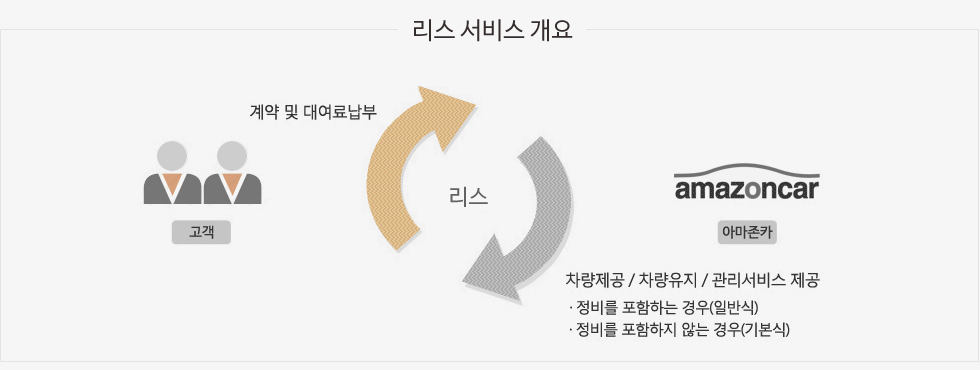 리스 서비스 개요
계약 및 대여료납부
리스
amazoncar
고객
아마존카
차량제공 / 차량유지 / 관리서비스 제공
· 정비를 포함하는 경우(일반식)
· 정비를 포함하지 않는 경우(기본식)